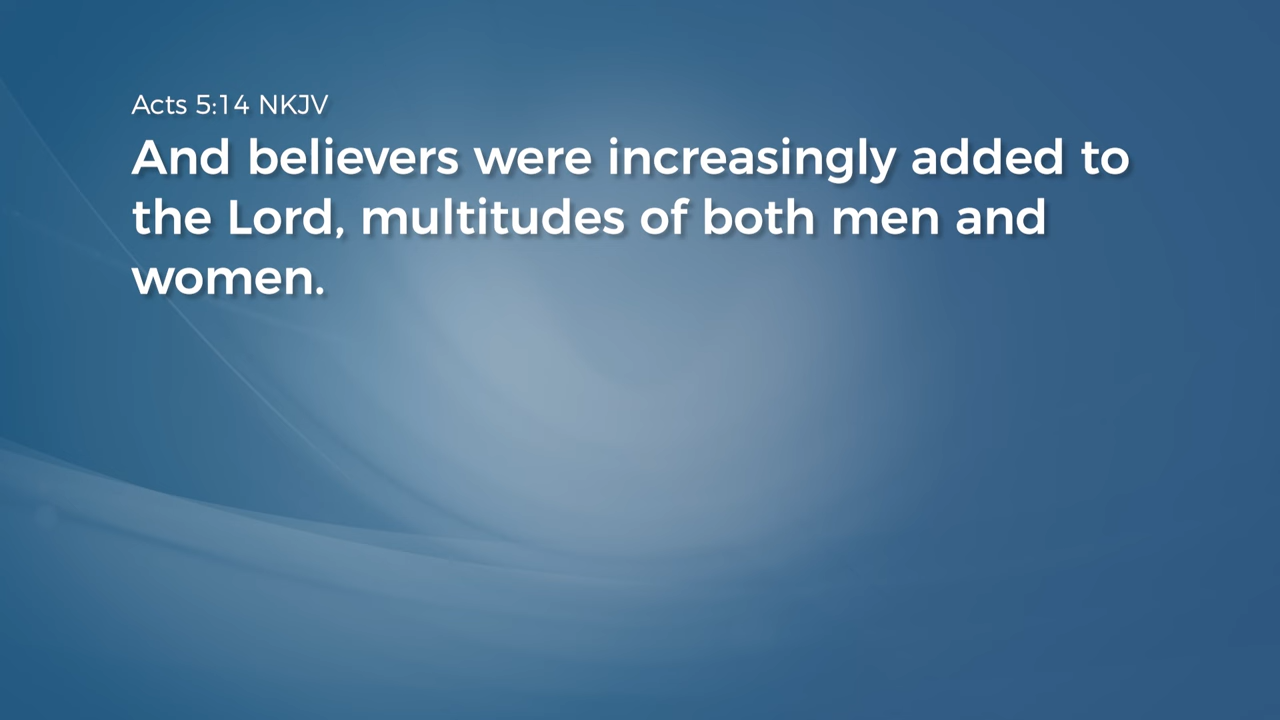 Acts 5:14 NKJV
And believers were increasingly added to
the Lord, multitudes of both men and
women.